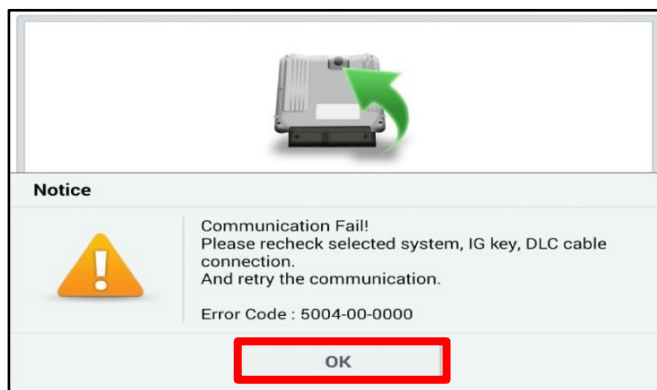 Notice
Communication Fail!
Please recheck selected system, IG key, DLC cable
connection.
And retry the communication.
Error Code : 5004-00-0000
OK